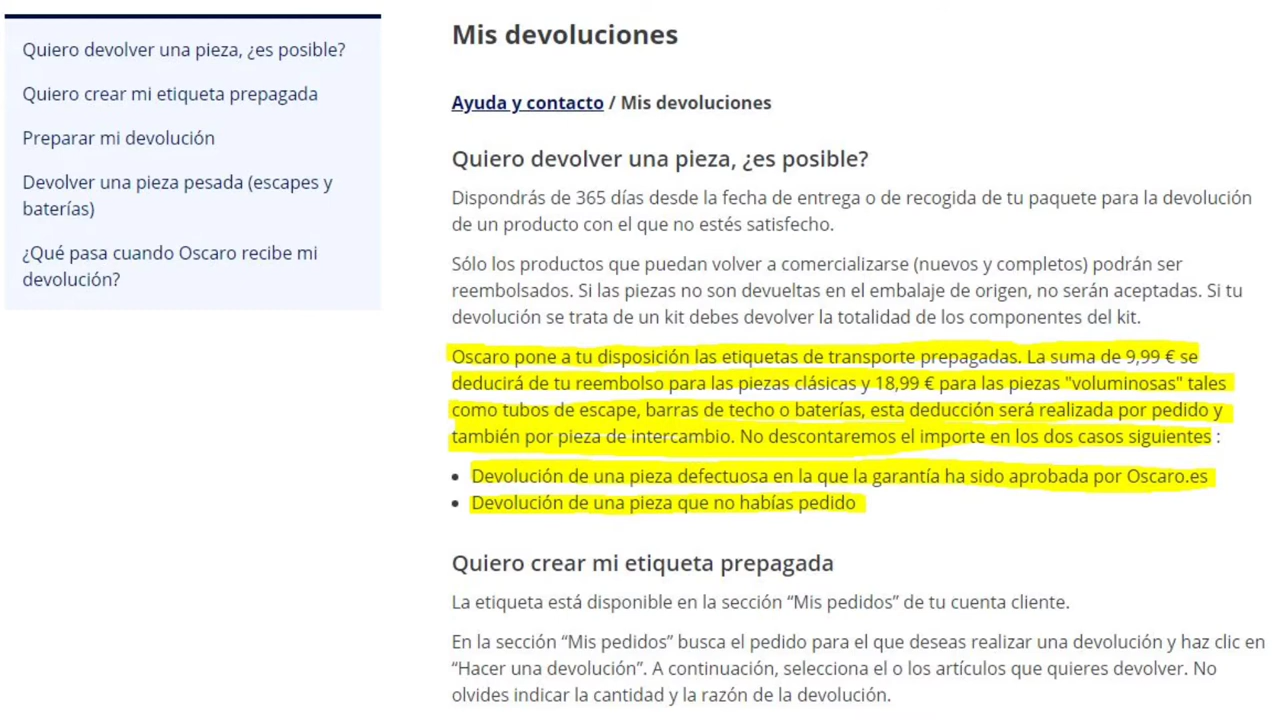 Quiero devolver una pieza, ¿es posible?
Quiero crear mi etiqueta prepagada
Preparar mi devolución
Devolver una pieza pesada (escapes y
baterías)
¿Qué pasa cuando Oscaro recibe mi
devolución?
Mis devoluciones
Ayuda y contacto / Mis devoluciones
Quiero devolver una pieza, ¿es posible?
Dispondrás de 365 días desde la fecha de entrega o de recogida de tu paquete para la devolución
de un producto con el que no estés satisfecho.
Sólo los productos que puedan volver a comercializarse (nuevos y completos) podrán ser
reembolsados. Si las piezas no son devueltas en el embalaje de origen, no serán aceptadas. Si tu
devolución se trata de un kit debes devolver la totalidad de los componentes del kit.
Oscaro pone a tu disposición las etiquetas de transporte prepagadas. La suma de 9,99 € se
deducirá de tu reembolso para las piezas clásicas y 18,99 € para las piezas "voluminosas" tales
como tubos de escape, barras de techo o baterías, esta deducción será realizada por pedido y
también por pieza de intercambio. No descontaremos el importe en los dos casos siguientes :
• Devolución de una pieza defectuosa en la que la garantía ha sido aprobada por Oscaro.es
• Devolución de una pieza que no habías pedido
Quiero crear mi etiqueta prepagada
La etiqueta está disponible en la sección “Mis pedidos” de tu cuenta cliente.
En la sección “Mis pedidos” busca el pedido para el que deseas realizar una devolución y haz clic en
“Hacer una devolución”. A continuación, selecciona el o los artículos que quieres devolver. No
olvides indicar la cantidad y la razón de la devolución.